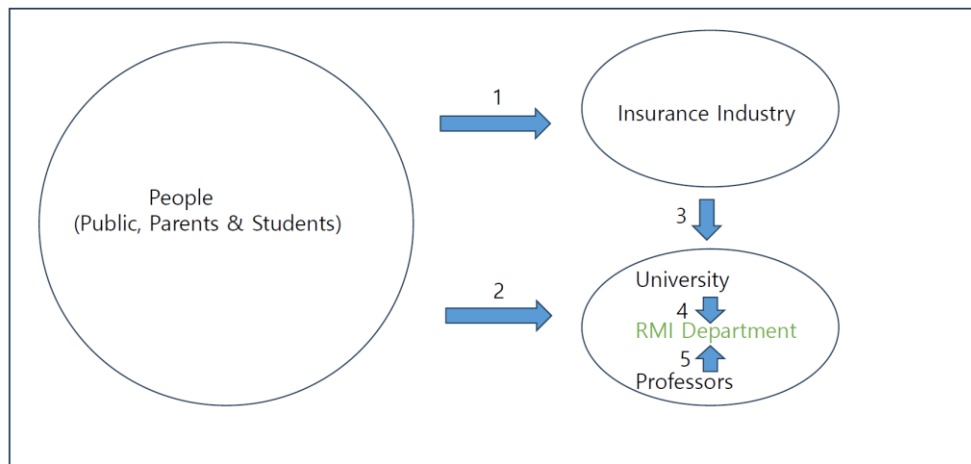 1
Insurance Industry
People
(Public, Parents & Students)
3
2
University
4
RMI Department
5
Professors